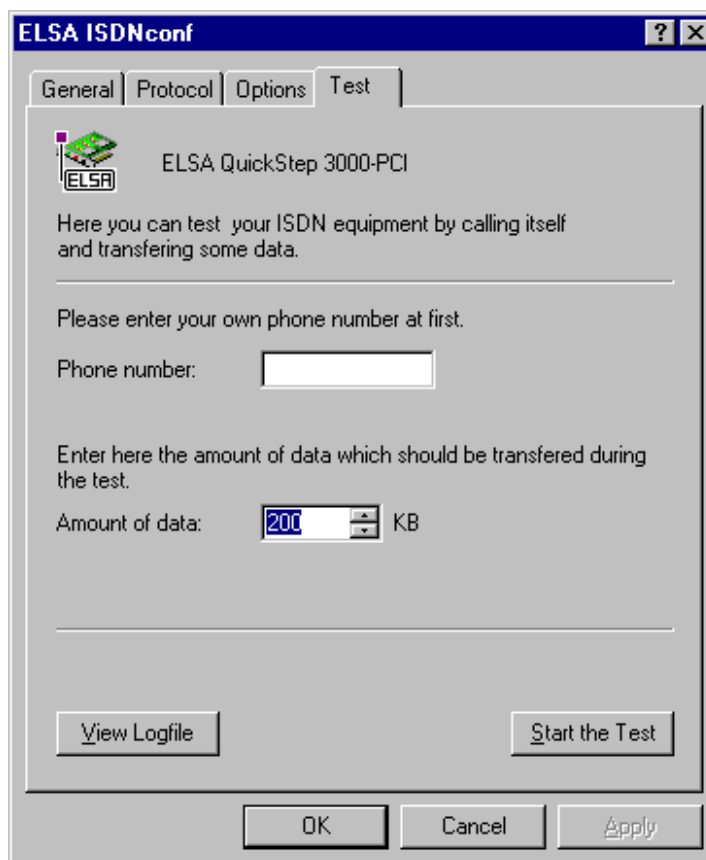 ELSA ISDNconf
General Protocol Options Test
ELSA
ELSA QuickStep 3000-PCI
Here you can test your ISDN equipment by calling itself
and transfering some data.
Please enter your own phone number at first.
Phone number:
Enter here the amount of data which should be transfered during
the test.
Amount of data: 200 KB
View Logfile Start the Test
OK Cancel Apply